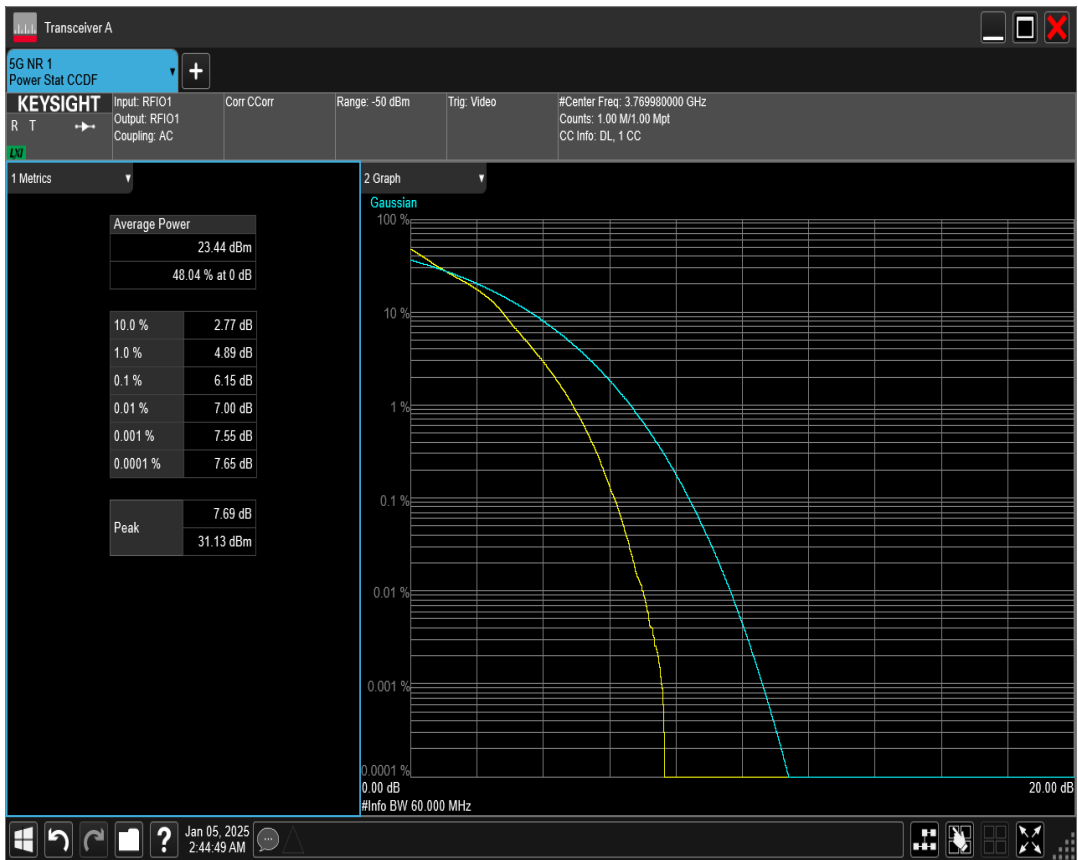 Transceiver A
5G NR 1
Power Stat CCDF
KEYSIGHT
R T
LXI
Input: RFIO1
Output: RFIO1
Coupling: AC
Corr CCorr
Range: -50 dBm
Trig: Video
#Center Freq: 3.769980000 GHz
Counts: 1.00 M/1.00 Mpt
CC Info: DL, 1 CC
1 Metrics
Average Power
23.44 dBm
48.04 % at 0 dB
10.0 % 2.77 dB
1.0 % 4.89 dB
0.1 % 6.15 dB
0.01 % 7.00 dB
0.001 % 7.55 dB
0.0001 % 7.65 dB
Peak
7.69 dB
31.13 dBm
2 Graph
Gaussian
100 %
10 %
1 %
0.1 %
0.01 %
0.001 %
0.0001 %
0.00 dB 20.00 dB
#Info BW 60.000 MHz
?
Jan 05, 2025
2:44:49 AM